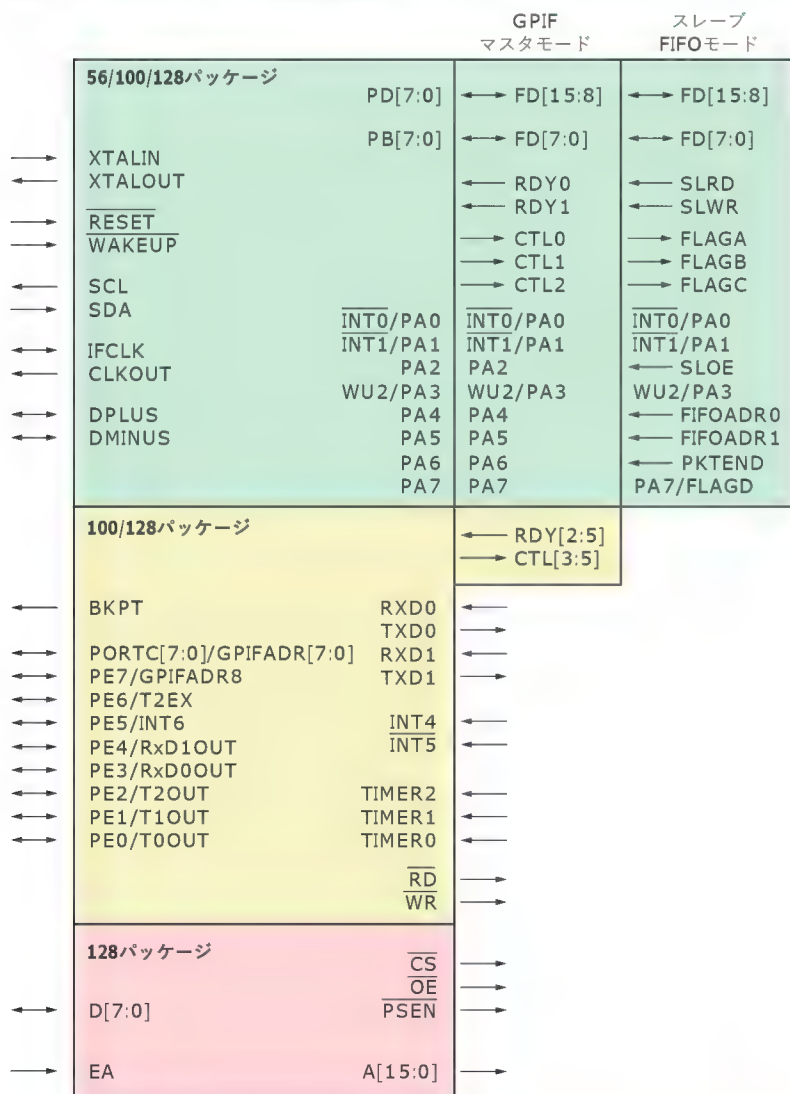 GPIF
マスタモード
スレーブ
FIFOモード
56/100/128パッケージ
PD[7:0] FD[15:8] FD[15:8]
PB[7:0] FD[7:0] FD[7:0]
XTALIN
XTALOUT RDY0 SLRD
RDY1 SLWR
RESET
WAKEUP CTL0 FLAGA
CTL1 FLAGB
SCL CTL2 FLAGC
SDA INT0/PA0 INT0/PA0 INT0/PA0
IFCLK INT1/PA1 INT1/PA1 INT1/PA1
CLKOUT PA2 PA2 SLOE
WU2/PA3 WU2/PA3 WU2/PA3
DPLUS PA4 PA4 FIFOADR0
DMINUS PA5 PA5 FIFOADR1
PA6 PA6 PKTEND
PA7 PA7 PA7/FLAGD
100/128パッケージ RDY[2:5]
CTL[3:5]
BKPT RXD0
TXD0
PORTC[7:0]/GPIFADR[7:0] RXD1
PE7/GPIFADR8 TXD1
PE6/T2EX
PE5/INT6 INT4
PE4/RxD1OUT INT5
PE3/RxD0OUT
PE2/T2OUT TIMER2
PE1/T1OUT TIMER1
PE0/T0OUT TIMER0
RD
WR
128パッケージ CS
OE
D[7:0] PSEN
EA A[15:0]